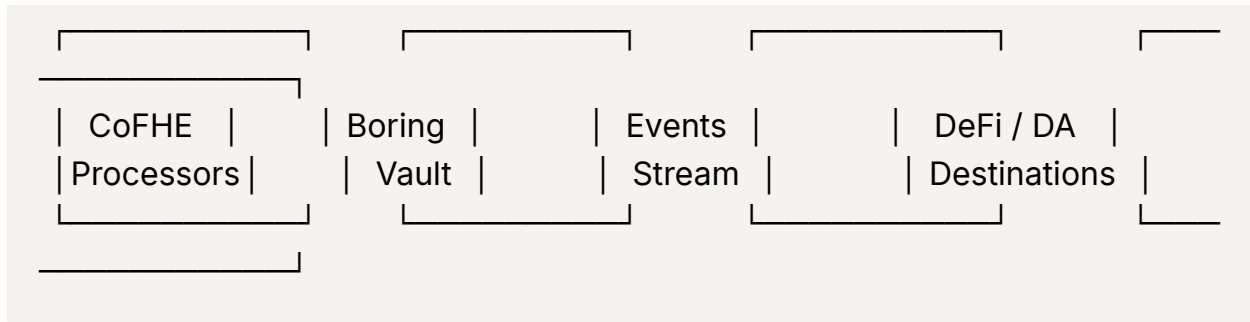 ┌──────────────┐ ┌─────────────┐ ┌──────────────┐ ┌────
───────────────┐
│ CoFHE │ │ Boring │ │ Events │ │ DeFi / DA │
│Processors│ │ Vault │ │ Stream │ │ Destinations │
└──────────────┘ └─────────────┘ └──────────────┘ └────
───────────────┘